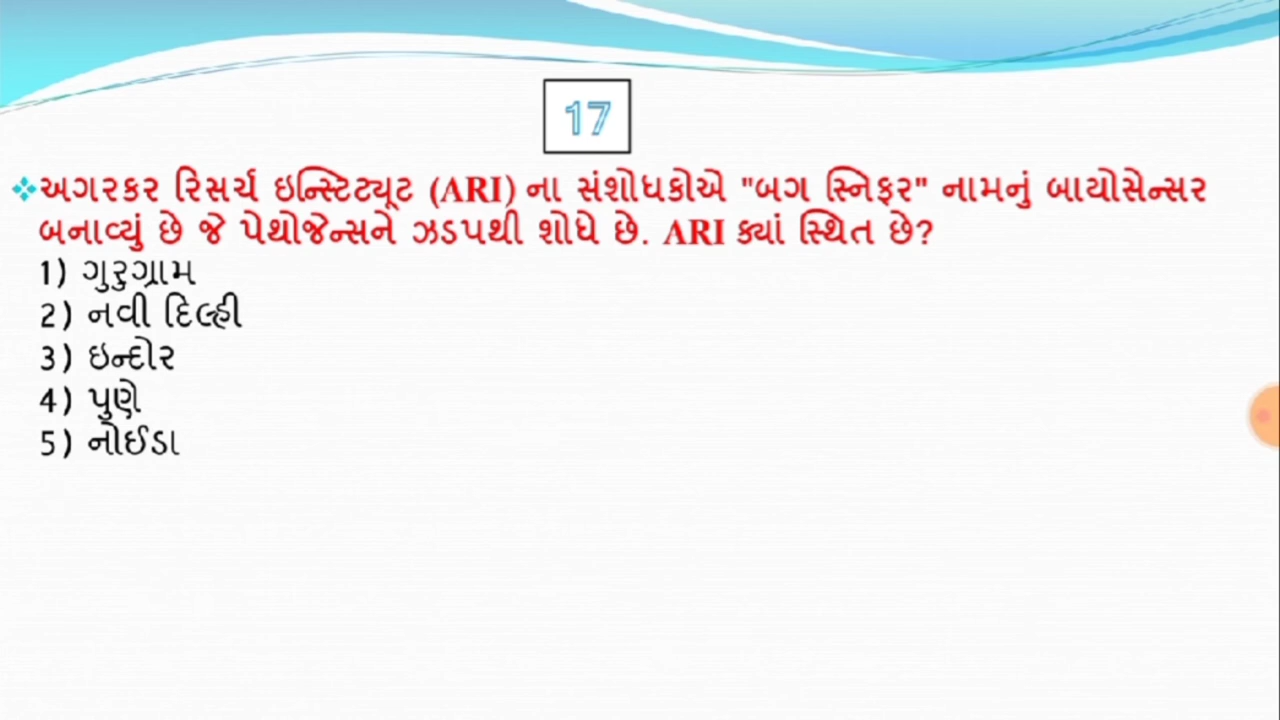 17
❖અગરકર રિસર્ચ ઇન્સ્ટિટ્યૂટ (ARI) ના સંશોધકોએ "બગ સ્નિફર" નામનું બાયોસેન્સર
બનાવ્યું છે જે પેથોજેન્સને ઝડપથી શોધે છે. ARI ક્યાં સ્થિત છે?
1) ગુરુગ્રામ
2) નવી દિલ્હી
3) ઇન્દોર
4) પુણે
5) નોઈડા